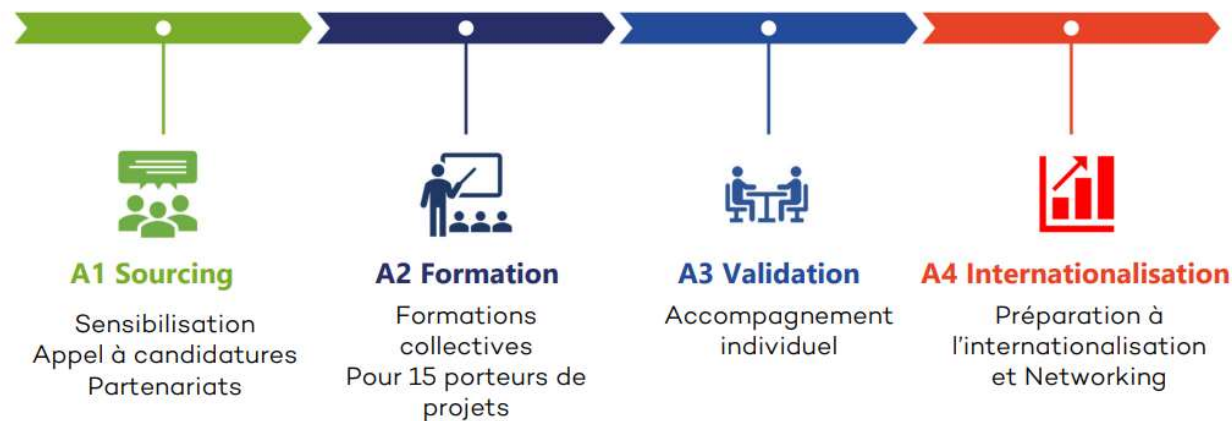 A1 Sourcing
Sensibilisation
Appel à candidatures
Partenariats
A2 Formation
Formations
collectives
Pour 15 porteurs de
projets
A3 Validation
Accompagnement
individuel
A4 Internationalisation
Préparation à
l'internationalisation
et Networking